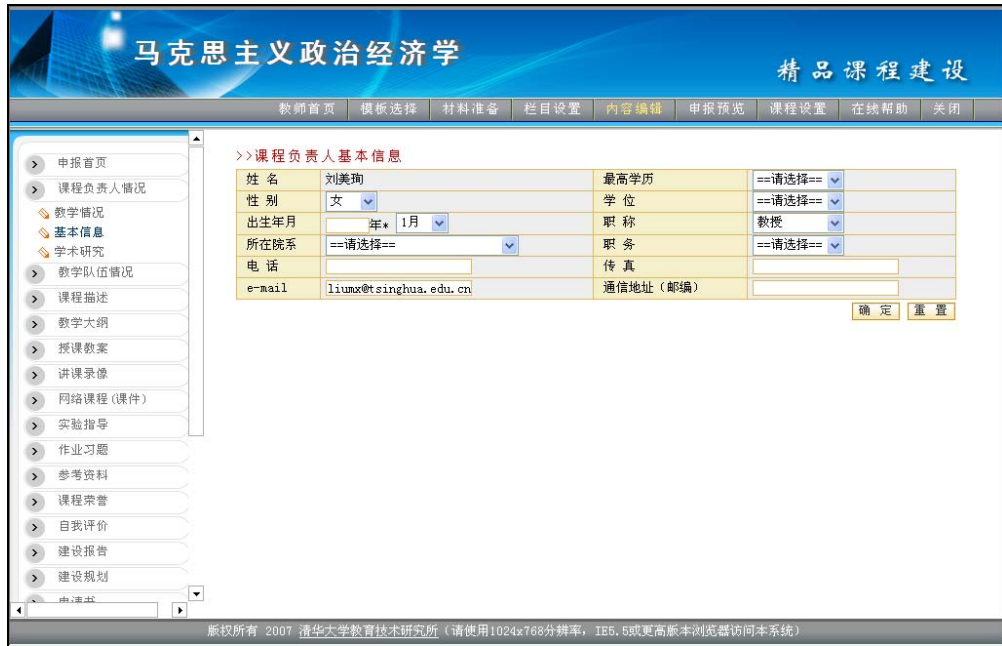 马克思主义政治经济学
精品课程建设
教师首页 模板选择 材料准备 栏目设置 内容编辑 申报预览 课程设置 在线帮助 关闭
申报首页
课程负责人情况
教学情况
基本信息
学术研究
教学队伍情况
课程描述
教学大纲
授课教案
讲课录像
网络课程(课件)
实验指导
作业习题
参考资料
课程荣誉
自我评价
建设报告
建设规划
申请书
>>课程负责人基本信息
姓 名 刘美珣 最高学历 ==请选择==
性 别 女 学 位 ==请选择==
出生年月 年* 1月 职 称 教授
所在院系 ==请选择== 职 务 ==请选择==
电 话 传 真
e-mail liumx@tsinghua.edu.cn 通信地址(邮编)
确 定 重 置
版权所有 2007 清华大学教育技术研究所(请使用1024x768分辨率,IE5.5或更高版本浏览器访问本系统)